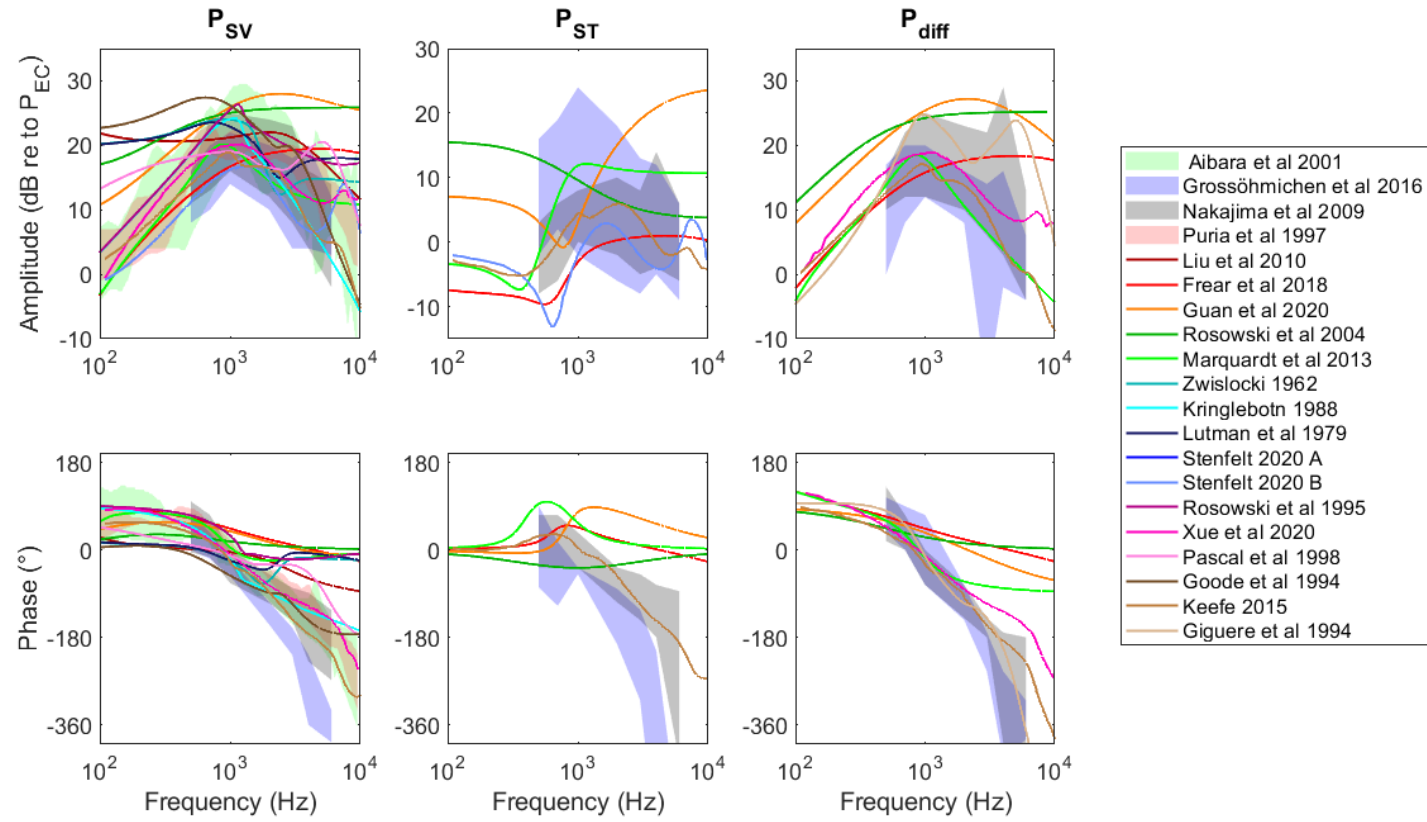 P_SV P_ST P_diff
Amplitude (dB re to P_EC)
30
20
10
0
-10
10^2 10^3 10^4
30
20
10
0
-10
10^2 10^3 10^4
30
20
10
0
-10
10^2 10^3 10^4
Phase (°)
180
0
-180
-360
10^2 10^3 10^4
Frequency (Hz)
180
0
-180
-360
10^2 10^3 10^4
Frequency (Hz)
180
0
-180
-360
10^2 10^3 10^4
Frequency (Hz)
Aibara et al 2001
Grossöhmichen et al 2016
Nakajima et al 2009
Puria et al 1997
Liu et al 2010
Frear et al 2018
Guan et al 2020
Rosowski et al 2004
Marquardt et al 2013
Zwislocki 1962
Kringlebotn 1988
Lutman et al 1979
Stenfelt 2020 A
Stenfelt 2020 B
Rosowski et al 1995
Xue et al 2020
Pascal et al 1998
Goode et al 1994
Keefe 2015
Giguere et al 1994